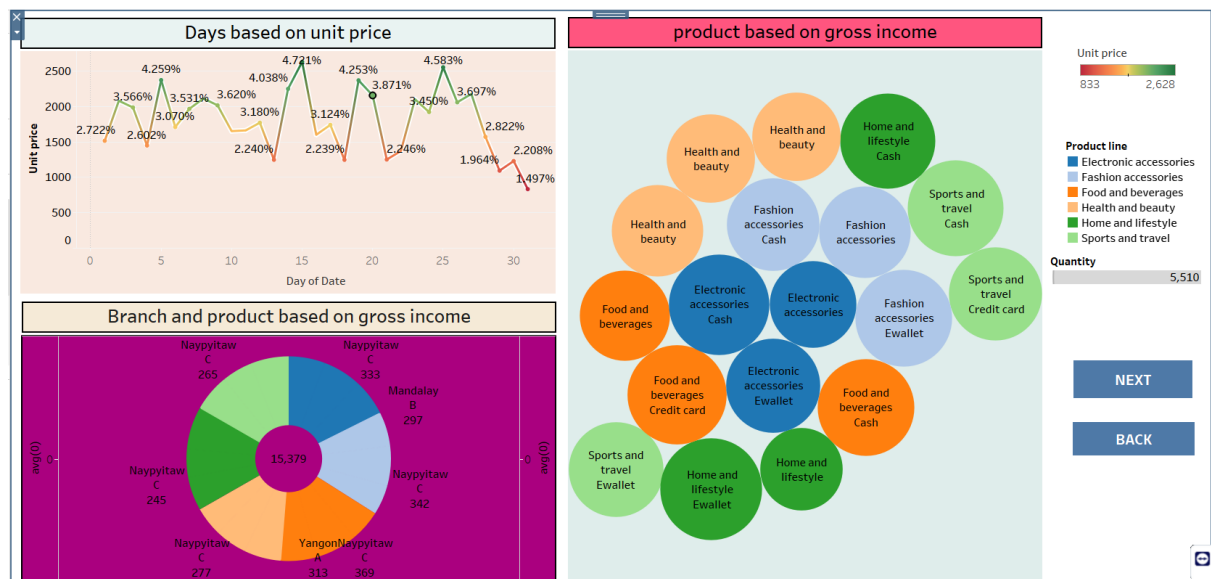 Days based on unit price
2500
2000
1500
1000
500
0
Unit price
2.722%
3.566%
2.602%
4.259%
3.070%
3.531%
3.620%
3.180%
2.240%
4.038%
4.721%
3.124%
2.239%
4.253%
3.871%
2.246%
3.450%
4.583%
3.697%
2.822%
1.964%
2.208%
1.497%
0
5
10
15
20
25
30
Day of Date
Branch and product based on gross income
avg(0)
0
Naypyitaw
C
265
Naypyitaw
C
333
Mandalay
B
297
Naypyitaw
C
342
Naypyitaw
C
369
Yangon
A
313
Naypyitaw
C
277
Naypyitaw
C
245
15,379
0
avg(0)
product based on gross income
Health and
beauty
Health and
beauty
Home and
lifestyle
Cash
Sports and
travel
Cash
Health and
beauty
Fashion
accessories
Cash
Fashion
accessories
Sports and
travel
Credit card
Food and
beverages
Electronic
accessories
Cash
Electronic
accessories
Fashion
accessories
Ewallet
Food and
beverages
Credit card
Electronic
accessories
Ewallet
Food and
beverages
Cash
Sports and
travel
Ewallet
Home and
lifestyle
Ewallet
Home and
lifestyle
Unit price
833 2,628
Product line
Electronic accessories
Fashion accessories
Food and beverages
Health and beauty
Home and lifestyle
Sports and travel
Quantity
5,510
NEXT
BACK